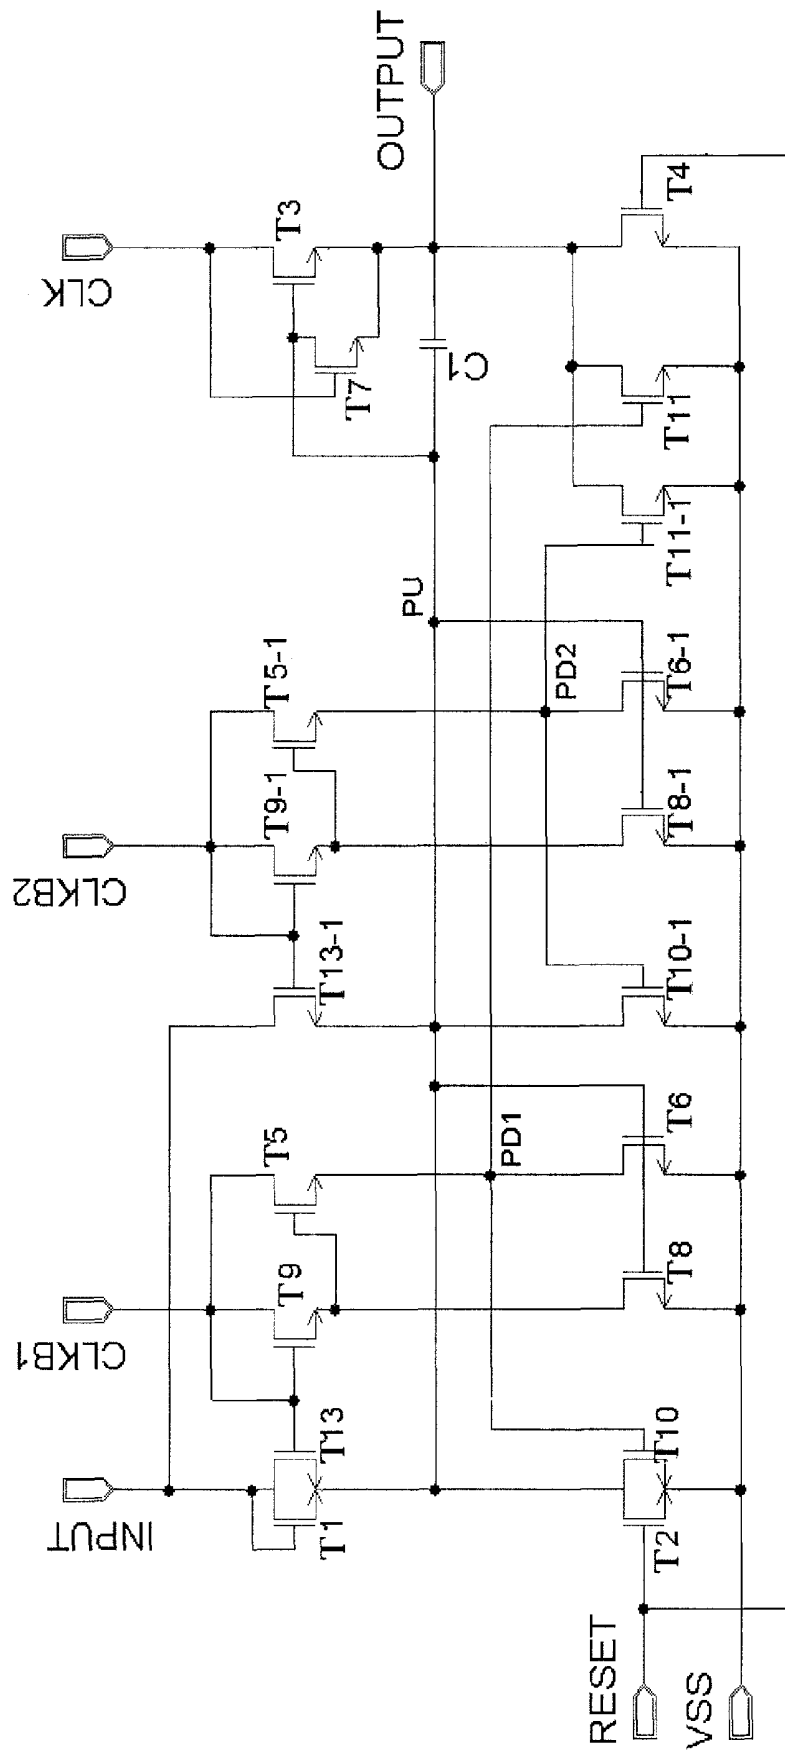 OUTPUT
CLK
T3
T7
C1
T4
T11
T11-1
PU
CLKB2
T5-1
T9-1
T13-1
PD2
T6-1
T8-1
T10-1
CLKB1
T5
T9
PD1
T6
T8
INPUT
T13
T1
T10
T2
RESET
VSS